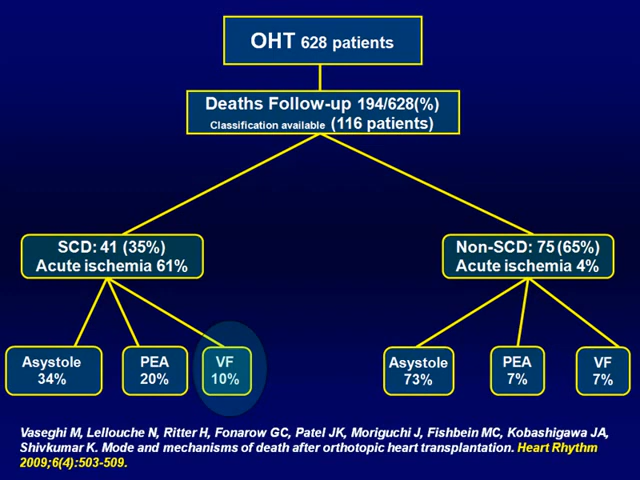 OHT 628 patients
Deaths Follow-up 194/628(%)
Classification available (116 patients)
SCD: 41 (35%)
Acute ischemia 61%
Non-SCD: 75 (65%)
Acute ischemia 4%
Asystole
34%
PEA
20%
VF
10%
Asystole
73%
PEA
7%
VF
7%
Vaseghi M, Lellouche N, Ritter H, Fonarow GC, Patel JK, Moriguchi J, Fishbein MC, Kobashigawa JA,
Shivkumar K. Mode and mechanisms of death after orthotopic heart transplantation. Heart Rhythm
2009;6(4):503-509.